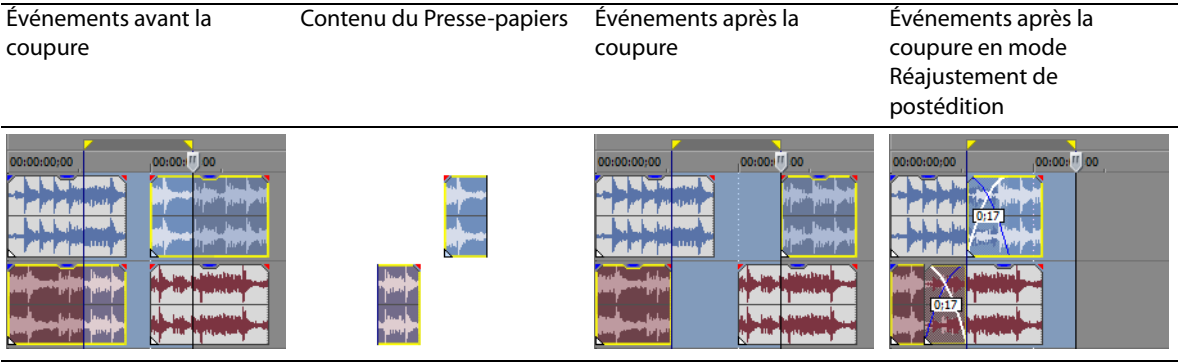 Événements avant la
coupure
Contenu du Presse-papiers
Événements après la
coupure
Événements après la
coupure en mode
Réajustement de
postédition
00:00:00;00
00:00: 00
00:00:00;00
00:00: 00
00:00:00;00
00:00: 00
0;17
0;17